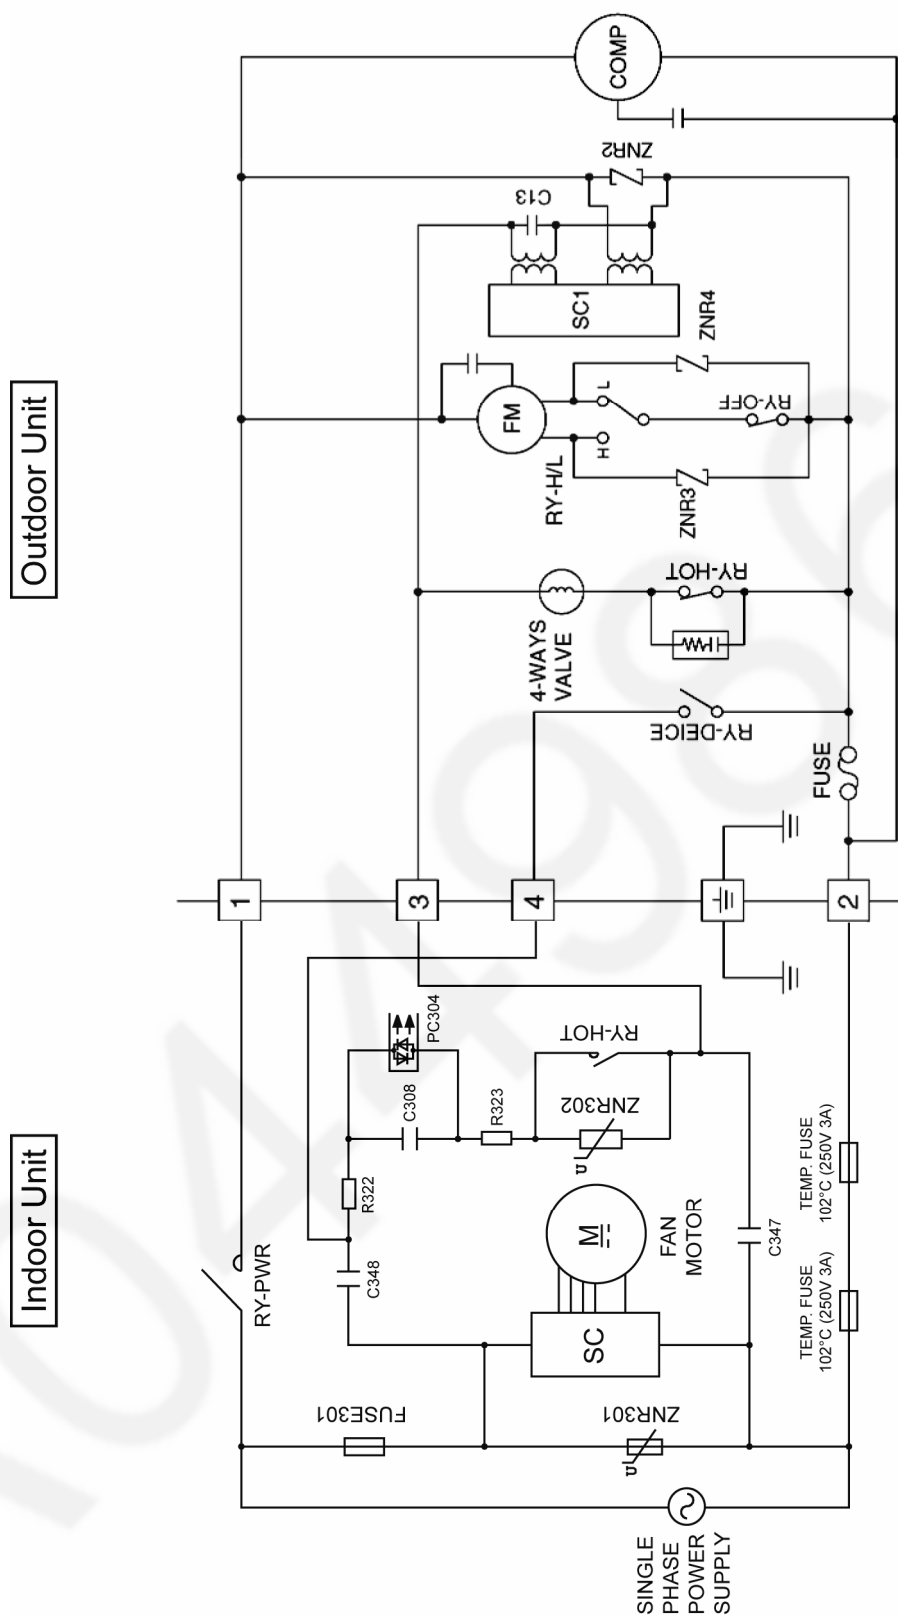 COMP
ZNR2
C13
SC1
ZNR4
FM
L
RY-OFF
H
RY-H/L
ZNR3
Outdoor Unit
RY-HOT
4-WAYS
VALVE
RY-DEICE
FUSE
1
3
4
2
PC304
RY-HOT
C308
R323
ZNR302
U
R322
Indoor Unit
RY-PWR
C348
M
FAN
MOTOR
C347
TEMP. FUSE
102°C (250V 3A)
TEMP. FUSE
102°C (250V 3A)
SC
FUSE301
ZNR301
U
SINGLE
PHASE
POWER
SUPPLY